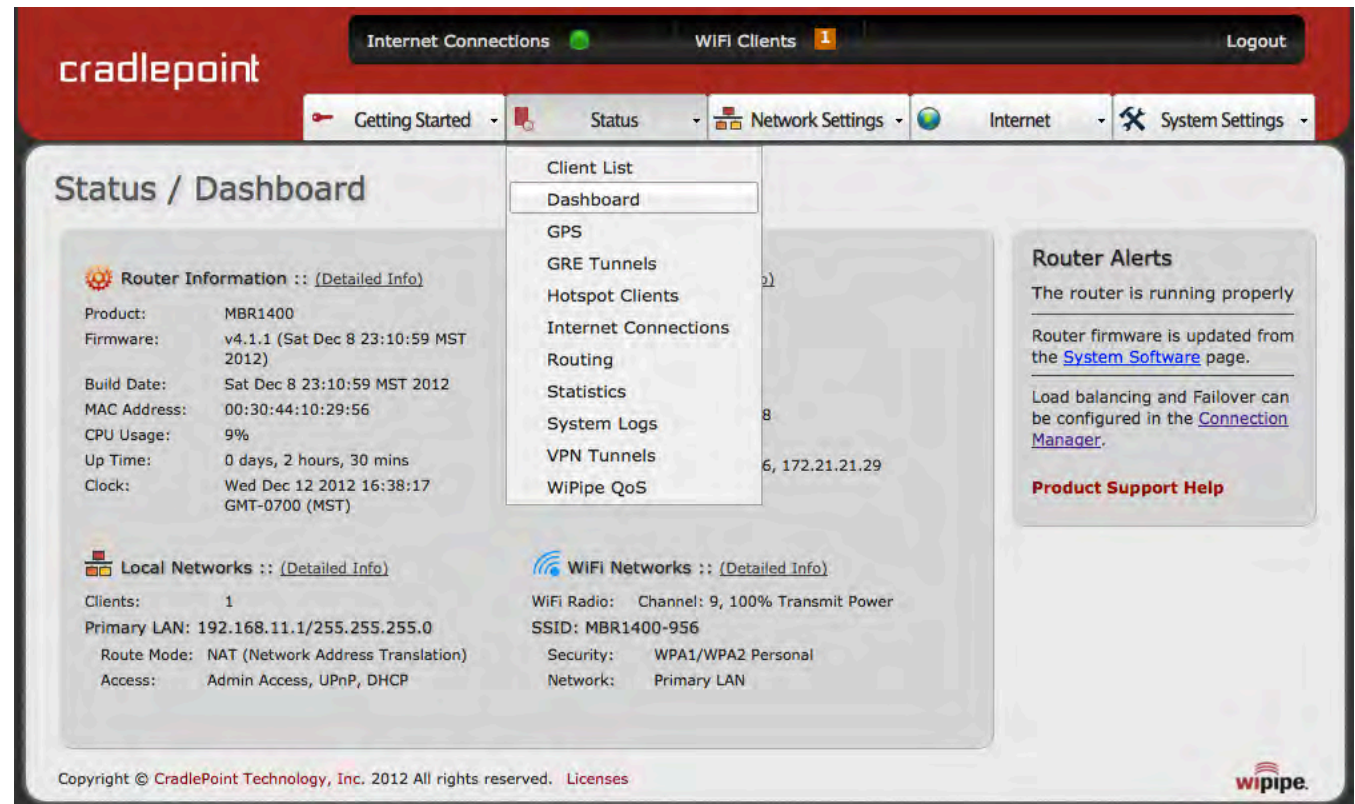 cradlepoint
Internet Connections
WiFi Clients 1
Logout
Getting Started
Status
Network Settings
Internet
System Settings
Status / Dashboard
Client List
Dashboard
GPS
GRE Tunnels
Hotspot Clients
Internet Connections
Routing
Statistics
System Logs
VPN Tunnels
WiPipe QoS
Router Information :: (Detailed Info)
Product: MBR1400
Firmware: v4.1.1 (Sat Dec 8 23:10:59 MST
2012)
Build Date: Sat Dec 8 23:10:59 MST 2012
MAC Address: 00:30:44:10:29:56
CPU Usage: 9%
Up Time: 0 days, 2 hours, 30 mins
Clock: Wed Dec 12 2012 16:38:17
GMT-0700 (MST)
8
6, 172.21.21.29
Local Networks :: (Detailed Info)
Clients: 1
Primary LAN: 192.168.11.1/255.255.255.0
Route Mode: NAT (Network Address Translation)
Access: Admin Access, UPnP, DHCP
WiFi Networks :: (Detailed Info)
WiFi Radio: Channel: 9, 100% Transmit Power
SSID: MBR1400-956
Security: WPA1/WPA2 Personal
Network: Primary LAN
Router Alerts
The router is running properly
Router firmware is updated from
the System Software page.
Load balancing and Failover can
be configured in the Connection
Manager.
Product Support Help
Copyright © CradlePoint Technology, Inc. 2012 All rights reserved. Licenses
wipipe.